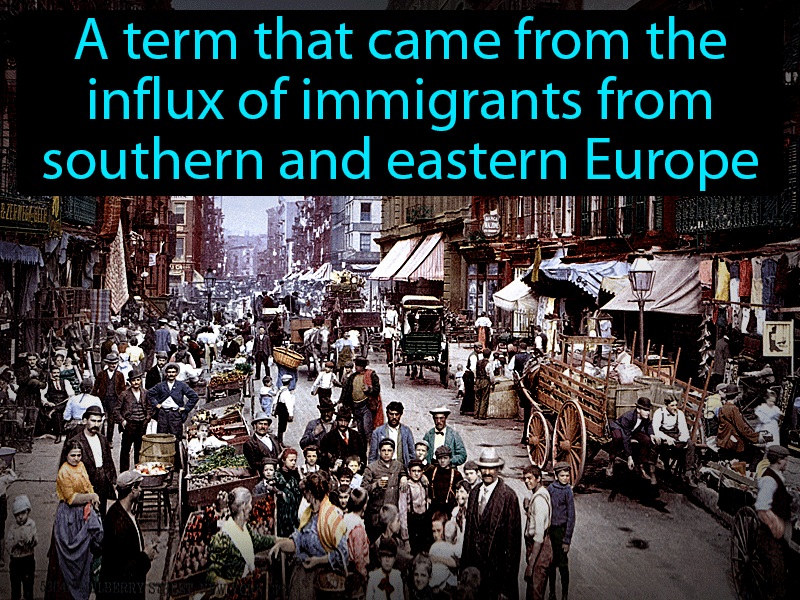 A term that came from the
influx of immigrants from
southern and eastern Europe